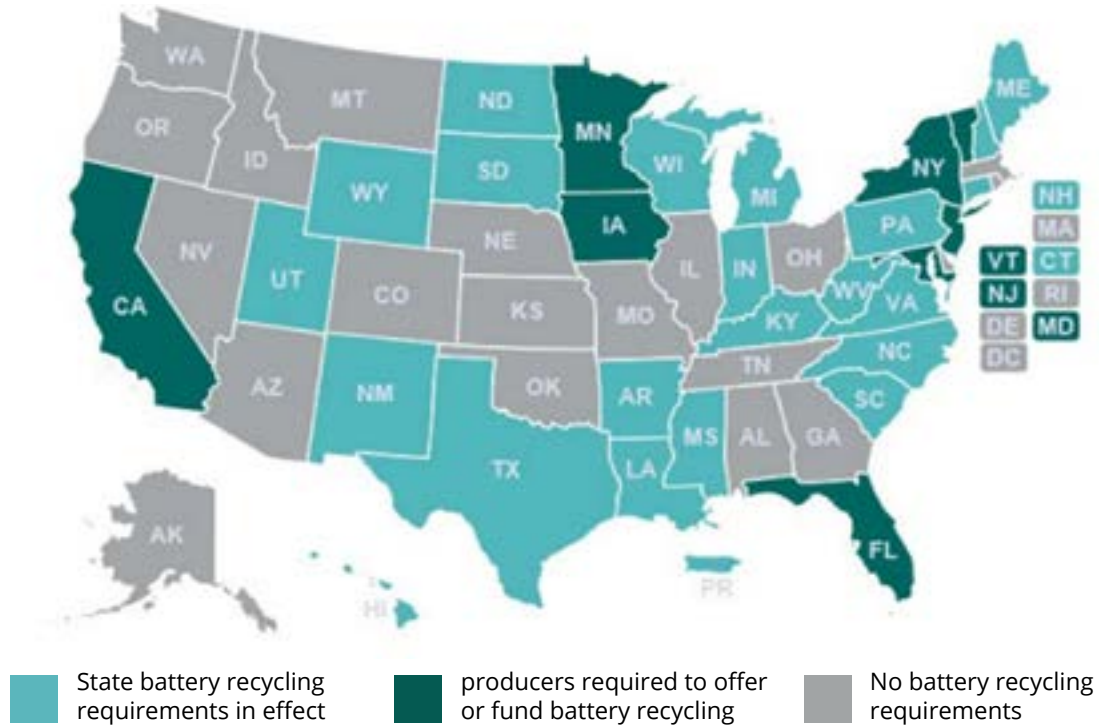 WA
MT
ND
MN
ME
OR
ID
SD
WI
NY
WY
MI
NH
IA
PA
MA
NE
NV
IL
IN
OH
VT
CT
UT
CO
WV
VA
CA
KS
MO
KY
NJ
RI
DE
MD
NC
DC
TN
AZ
OK
NM
AR
SC
MS
AL
GA
TX
LA
AK
FL
PR
HI
State battery recycling
requirements in effect
producers required to offer
or fund battery recycling
No battery recycling
requirements